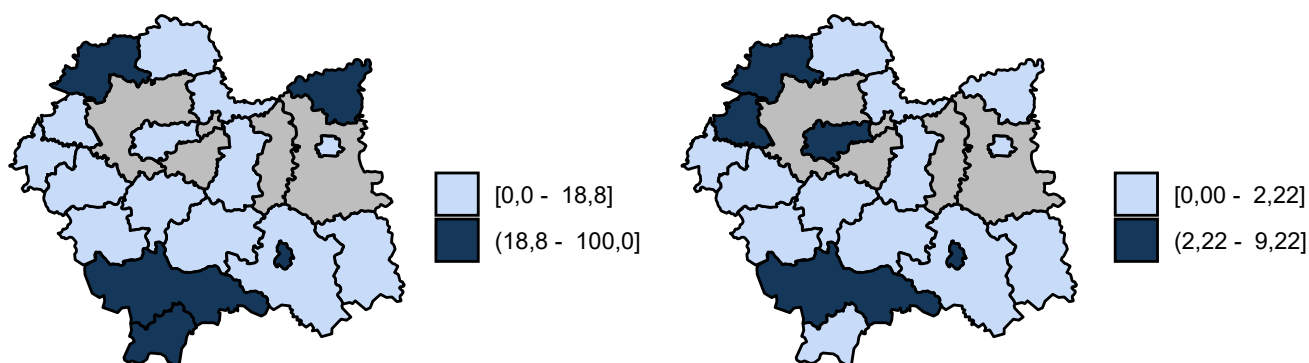 [0,0 -  18,8]
(18,8 -  100,0]
[0,00 -  2,22]
(2,22 -  9,22]